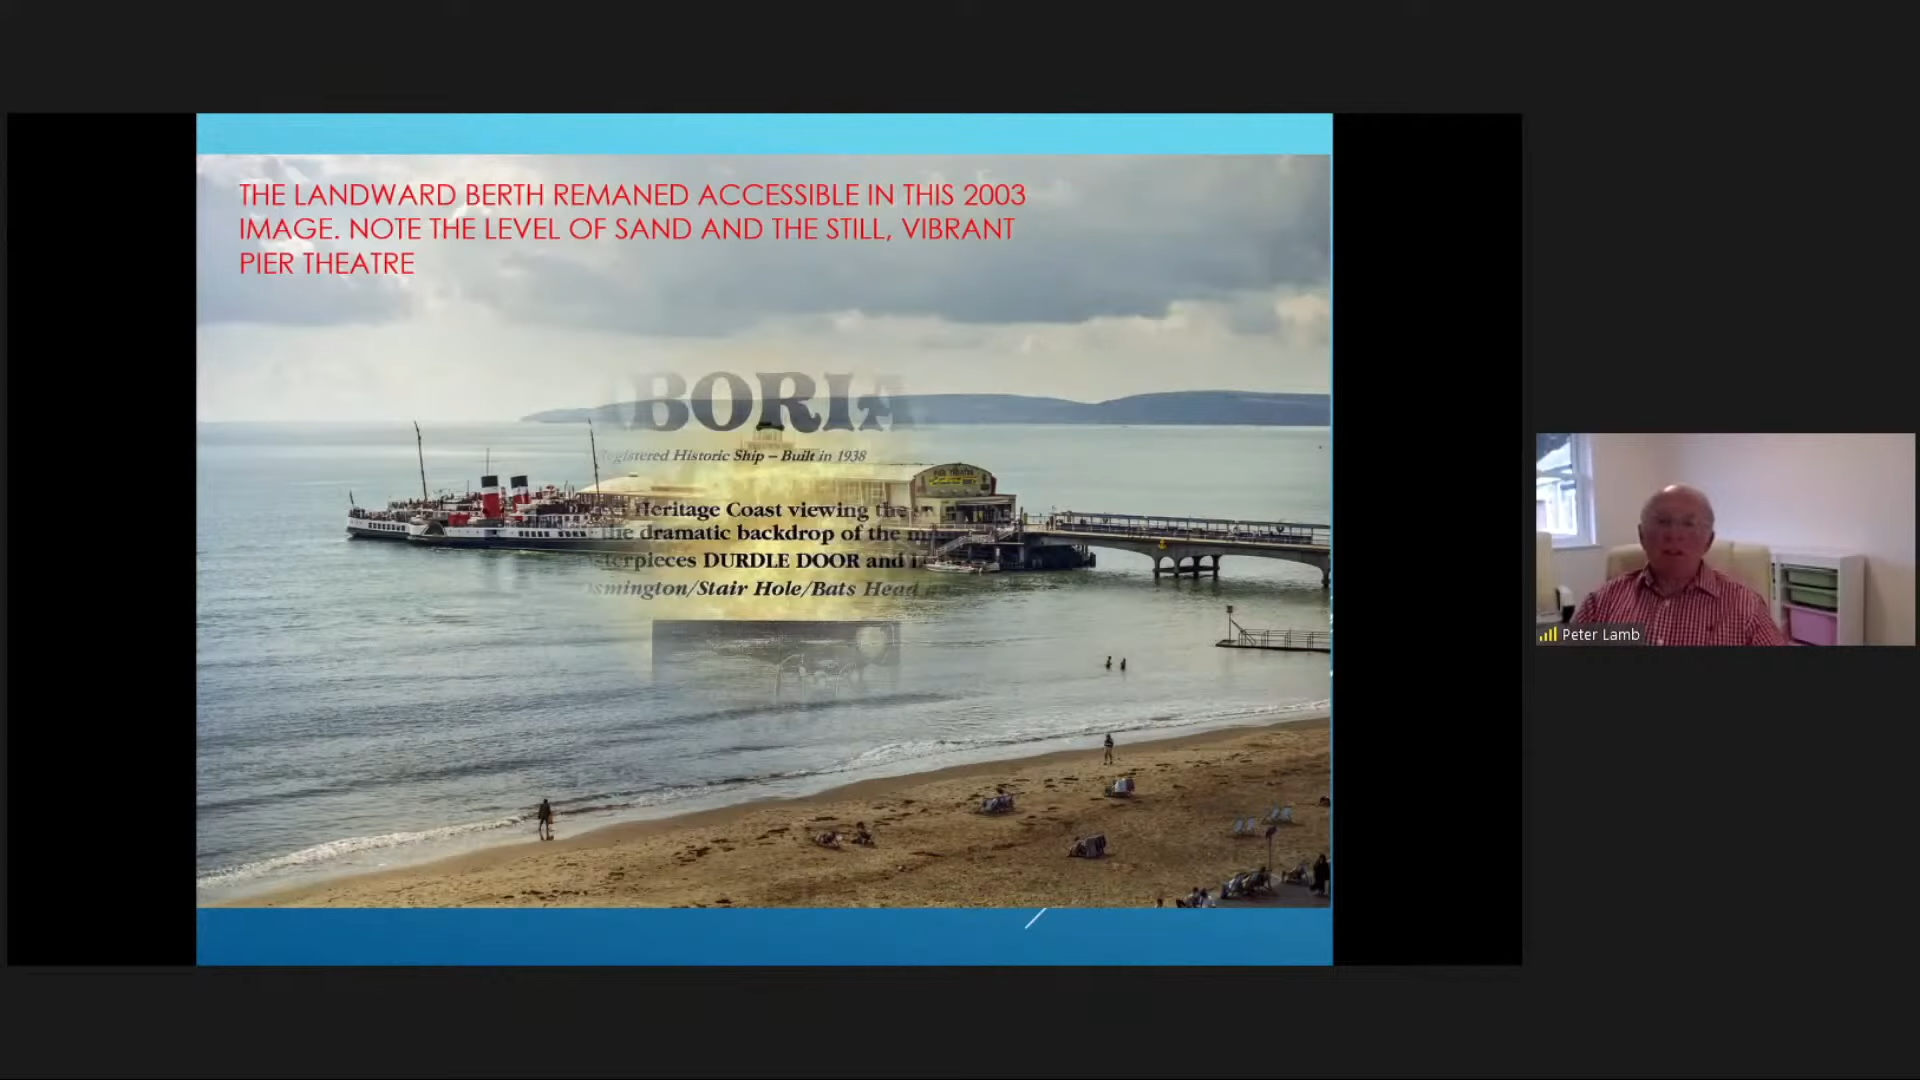 THE LANDWARD BERTH REMANED ACCESSIBLE IN THIS 2003
IMAGE. NOTE THE LEVEL OF SAND AND THE STILL, VIBRANT
PIER THEATRE
BORIA
Registered Historic Ship – Built in 1938
Heritage Coast viewing the
the dramatic backdrop of the
DURDLE DOOR and
Stair Hole/Bats Head
PIER THEATRE
Peter Lamb